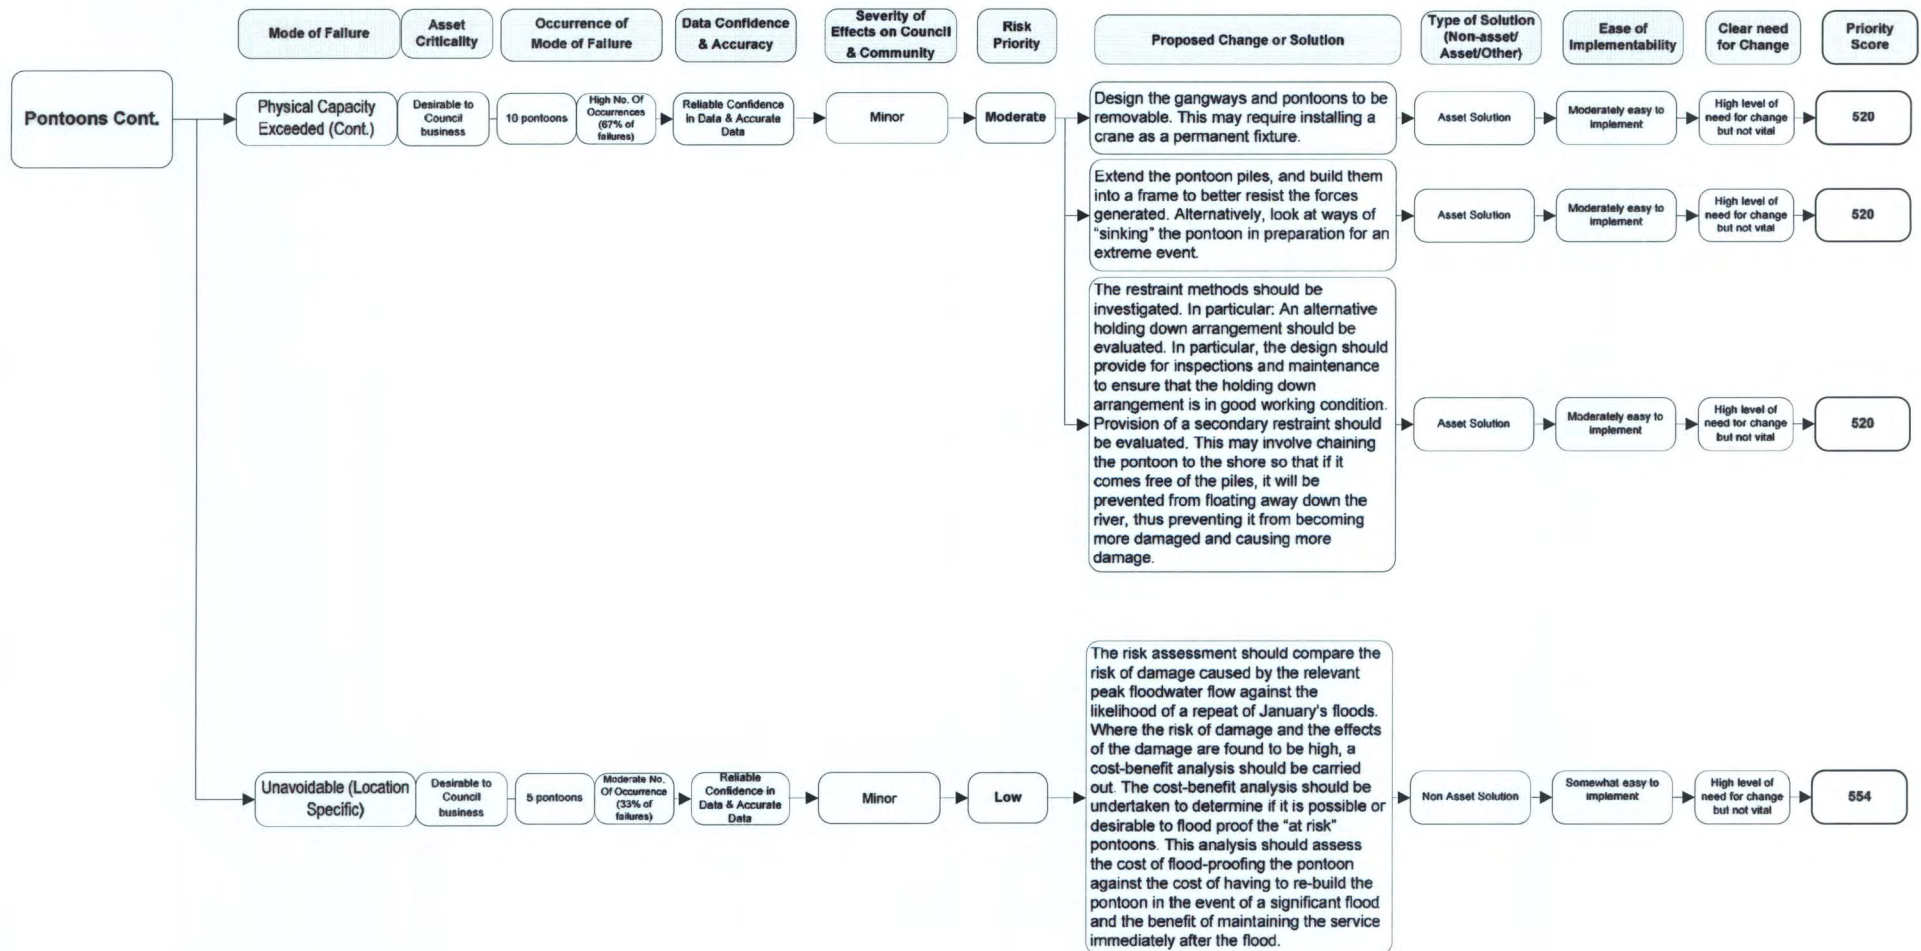 Mode of Failure
Asset
Criticality
Occurrence of
Mode of Failure
Data Confidence
& Accuracy
Severity of
Effects on Council
& Community
Risk
Priority
Proposed Change or Solution
Type of Solution
(Non-asset/
Asset/Other)
Ease of
Implementability
Clear need
for Change
Priority
Score
Pontoons Cont.
Physical Capacity
Exceeded (Cont.)
Desirable to
Council
business
10 pontoons
High No. Of
Occurrences
(67% of
failures)
Reliable Confidence
in Data & Accurate
Data
Minor
Moderate
Design the gangways and pontoons to be
removable. This may require installing a
crane as a permanent fixture.
Asset Solution
Moderately easy to
implement
High level of
need for change
but not vital
520
Extend the pontoon piles, and build them
into a frame to better resist the forces
generated. Alternatively, look at ways of
"sinking" the pontoon in preparation for an
extreme event.
Asset Solution
Moderately easy to
implement
High level of
need for change
but not vital
520
The restraint methods should be
investigated. In particular: An alternative
holding down arrangement should be
evaluated. In particular, the design should
provide for inspections and maintenance
to ensure that the holding down
arrangement is in good working condition.
Provision of a secondary restraint should
be evaluated. This may involve chaining
the pontoon to the shore so that if it
comes free of the piles, it will be
prevented from floating away down the
river, thus preventing it from becoming
more damaged and causing more
damage.
Asset Solution
Moderately easy to
implement
High level of
need for change
but not vital
520
Unavoidable (Location
Specific)
Desirable to
Council
business
5 pontoons
Moderate No.
Of Occurrence
(33% of
failures)
Reliable
Confidence in
Data & Accurate
Data
Minor
Low
The risk assessment should compare the
risk of damage caused by the relevant
peak floodwater flow against the
likelihood of a repeat of January's floods.
Where the risk of damage and the effects
of the damage are found to be high, a
cost-benefit analysis should be carried
out. The cost-benefit analysis should be
undertaken to determine if it is possible or
desirable to flood proof the "at risk"
pontoons. This analysis should assess
the cost of flood-proofing the pontoon
against the cost of having to re-build the
pontoon in the event of a significant flood
and the benefit of maintaining the service
immediately after the flood.
Non Asset Solution
Somewhat easy to
implement
High level of
need for change
but not vital
554